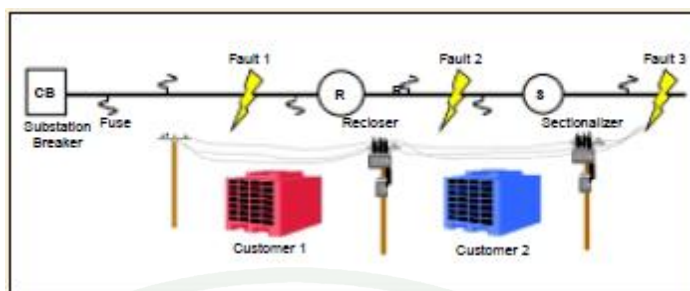 Fault 1
Fault 2
Fault 3
CB
R
R
S
Fuse
Substation
Breaker
Recloser
Sectionalizer
Customer 1
Customer 2